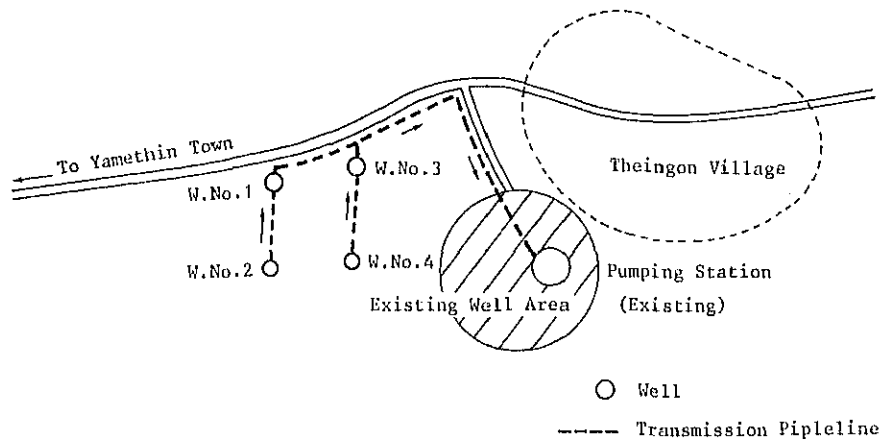 To Yamethin Town
Theingon Village
W.No.1
W.No.3
W.No.2
W.No.4
Existing Well Area
Pumping Station
(Existing)
Well
Transmission Pipleline